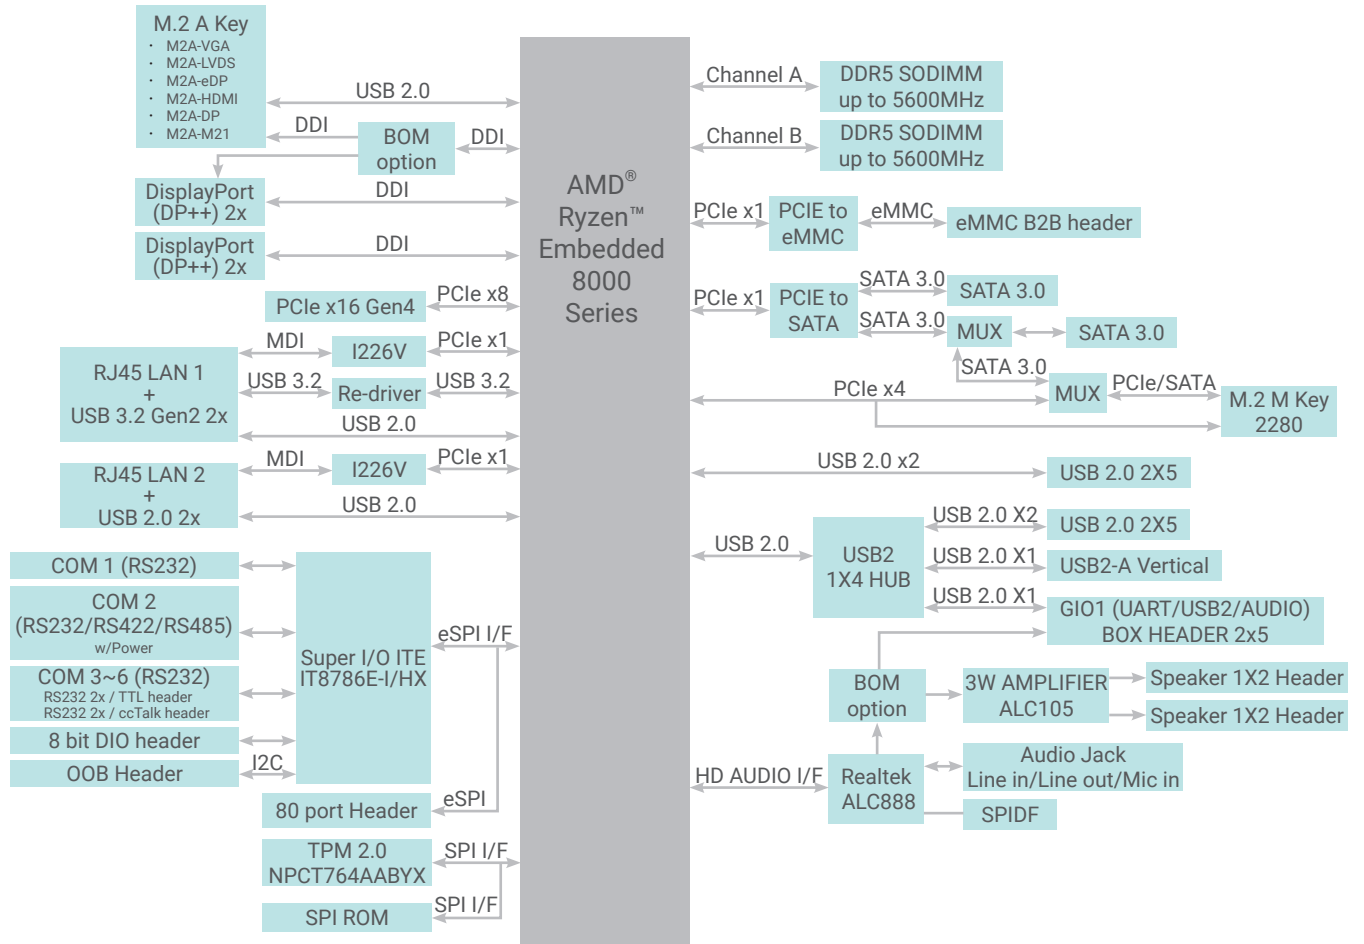 M.2 A Key
· M2A-VGA
· M2A-LVDS
· M2A-eDP
· M2A-HDMI
· M2A-DP
· M2A-M21
USB 2.0
DDI
BOM
option
DDI
DisplayPort
(DP++) 2x
DDI
DisplayPort
(DP++) 2x
DDI
PCIe x16 Gen4
PCIe x8
RJ45 LAN 1
+
USB 3.2 Gen2 2x
MDI
I226V
PCIe x1
USB 3.2
Re-driver
USB 3.2
USB 2.0
RJ45 LAN 2
+
USB 2.0 2x
MDI
I226V
PCIe x1
USB 2.0
COM 1 (RS232)
COM 2
(RS232/RS422/RS485)
w/Power
COM 3~6 (RS232)
RS232 2x / TTL header
RS232 2x / ccTalk header
8 bit DIO header
OOB Header
I2C
Super I/O ITE
IT8786E-I/HX
eSPI I/F
80 port Header
eSPI
TPM 2.0
NPCT764AABYX
SPI I/F
SPI ROM
SPI I/F
AMD®
Ryzen™
Embedded
8000
Series
Channel A
DDR5 SODIMM
up to 5600MHz
Channel B
DDR5 SODIMM
up to 5600MHz
PCIe x1
PCIE to
eMMC
eMMC
eMMC B2B header
PCIe x1
PCIE to
SATA
SATA 3.0
SATA 3.0
SATA 3.0
MUX
SATA 3.0
SATA 3.0
PCIe x4
MUX
PCIe/SATA
M.2 M Key
2280
USB 2.0 x2
USB 2.0 2X5
USB 2.0
USB2
1X4 HUB
USB 2.0 X2
USB 2.0 2X5
USB 2.0 X1
USB2-A Vertical
USB 2.0 X1
GIO1 (UART/USB2/AUDIO)
BOX HEADER 2x5
BOM
option
3W AMPLIFIER
ALC105
Speaker 1X2 Header
Speaker 1X2 Header
HD AUDIO I/F
Realtek
ALC888
Audio Jack
Line in/Line out/Mic in
SPIDF